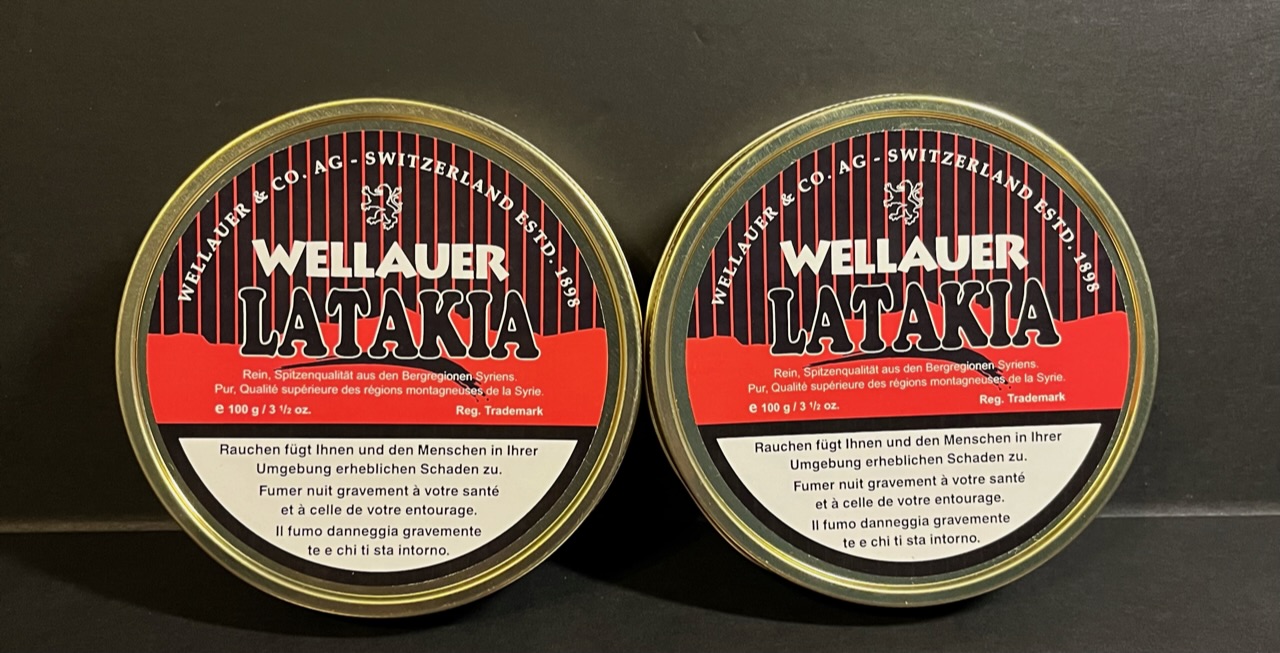 WELLAUER & CO. AG - SWITZERLAND ESTD. 1898
WELLAUER
LATAKIA
Rein, Spitzenqualität aus den Bergregionen Syriens.
Pur, Qualité supérieure des régions montagneuses de la Syrie.
e 100 g / 3 1/2 oz.
Reg. Trademark
Rauchen fügt Ihnen und den Menschen in Ihrer
Umgebung erheblichen Schaden zu.
Fumer nuit gravement à votre santé
et à celle de votre entourage.
Il fumo danneggia gravemente
te e chi ti sta intorno.
WELLAUER & CO. AG - SWITZERLAND ESTD. 1898
WELLAUER
LATAKIA
Rein, Spitzenqualität aus den Bergregionen Syriens.
Pur, Qualité supérieure des régions montagneuses de la Syrie.
e 100 g / 3 1/2 oz.
Reg. Trademark
Rauchen fügt Ihnen und den Menschen in Ihrer
Umgebung erheblichen Schaden zu.
Fumer nuit gravement à votre santé
et à celle de votre entourage.
Il fumo danneggia gravemente
te e chi ti sta intorno.